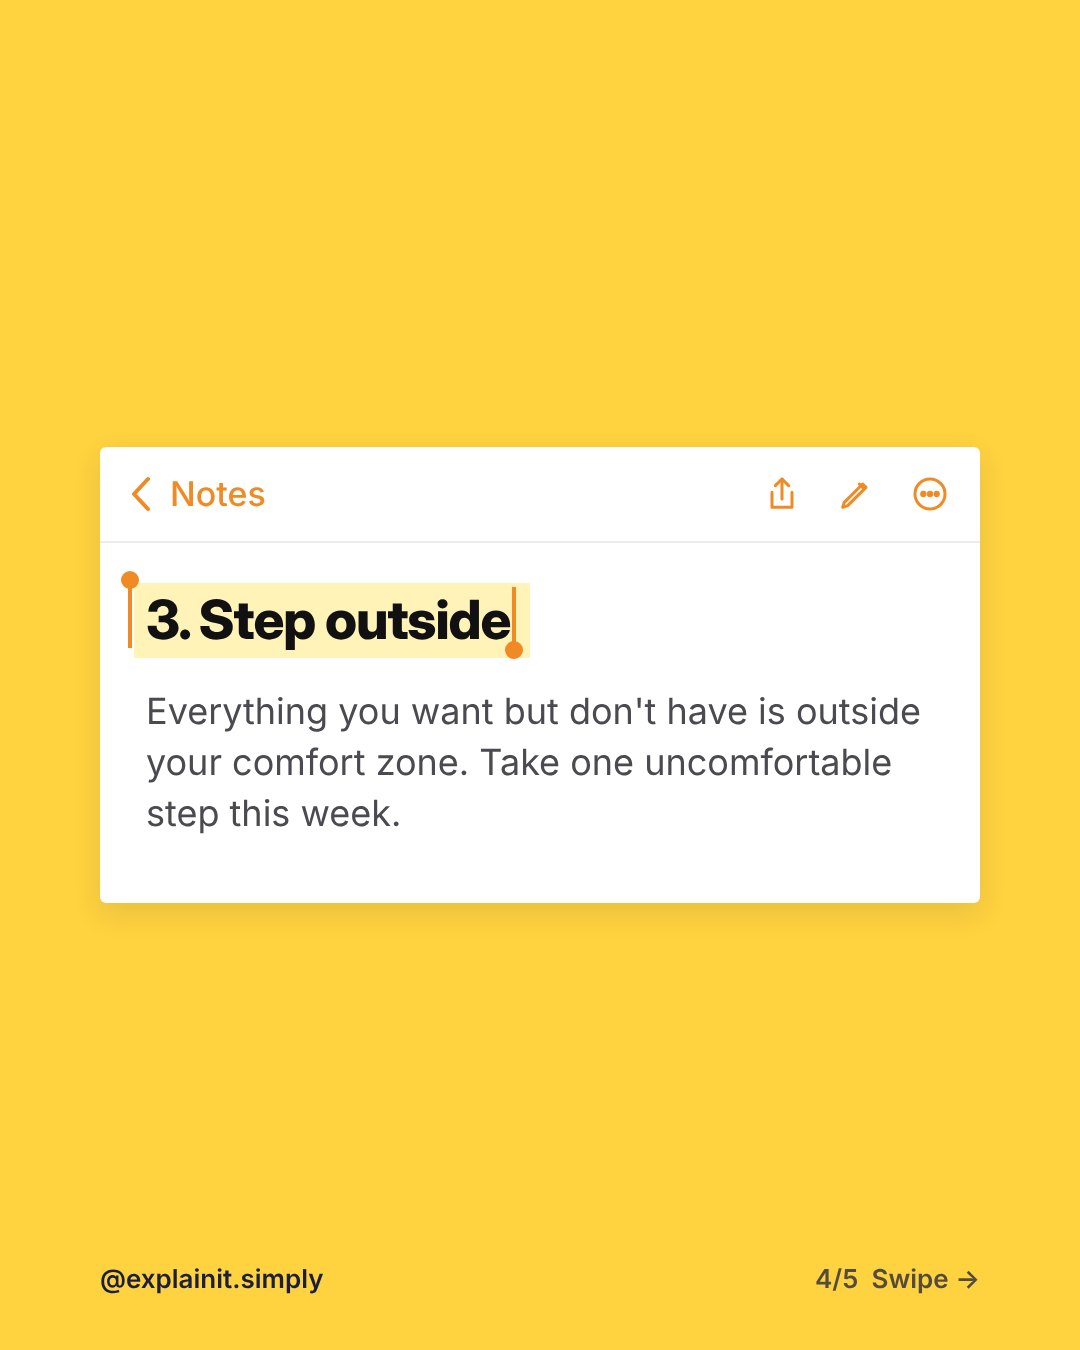 Notes
3. Step outside
Everything you want but don't have is outside
your comfort zone. Take one uncomfortable
step this week.
@explainit.simply
4/5 Swipe →